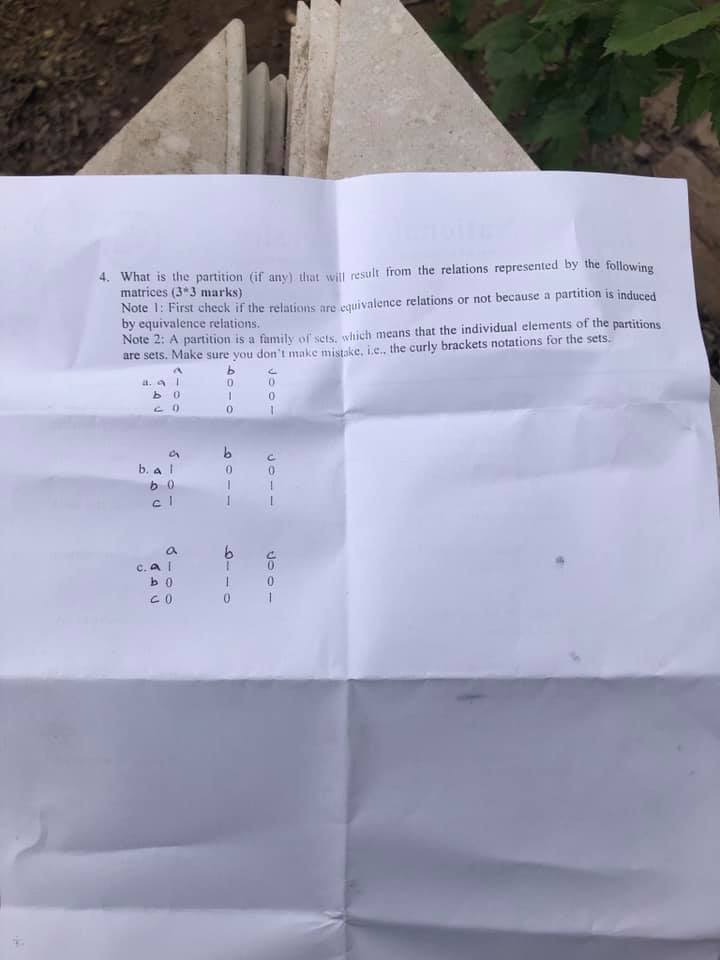 4. What is the partition (if any) that will result from the relations represented by the following
matrices (3*3 marks)
Note 1: First check if the relations are equivalence relations or not because a partition is induced
by equivalence relations.
Note 2: A partition is a family of sets, which means that the individual elements of the partitions
are sets. Make sure you don't make mistake, i.e., the curly brackets notations for the sets.
a b c
a. a 1 0 0
b 0 1 0
c 0 0 1
a b c
b. a 1 0 0
b 0 1 1
c 1 1 1
a b c
c. a 1 1 0
b 0 1 0
c 0 0 1